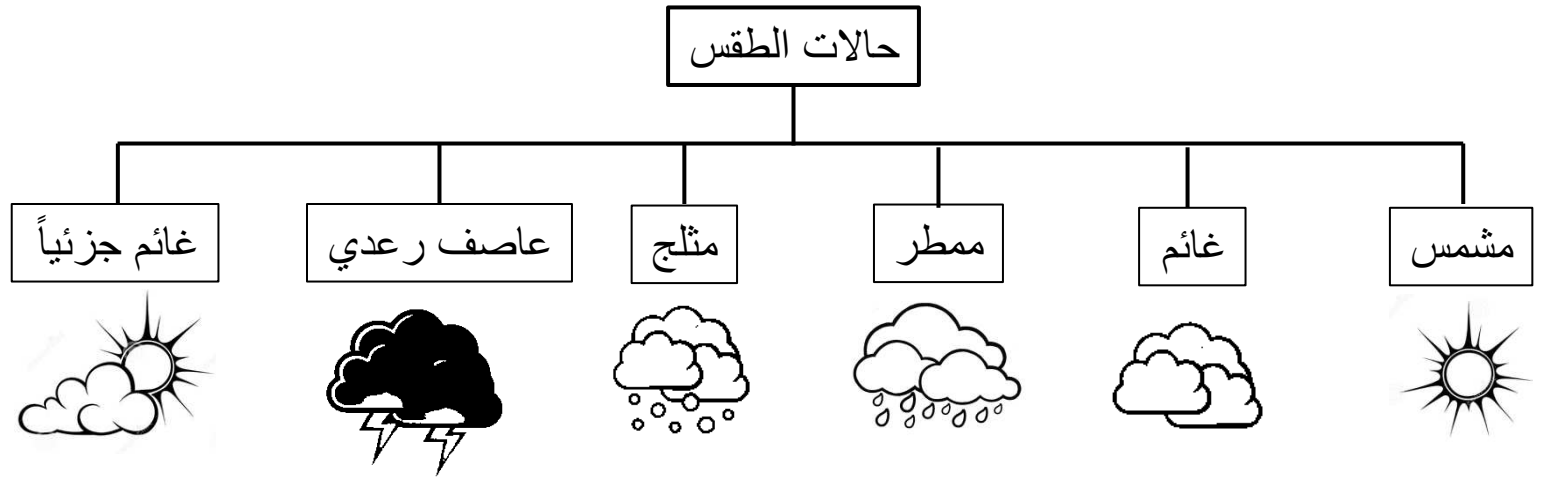 حالات الطقس
مشمس
غائم
ممطر
مثلج
عاصف رعدي
غائم جزئياً